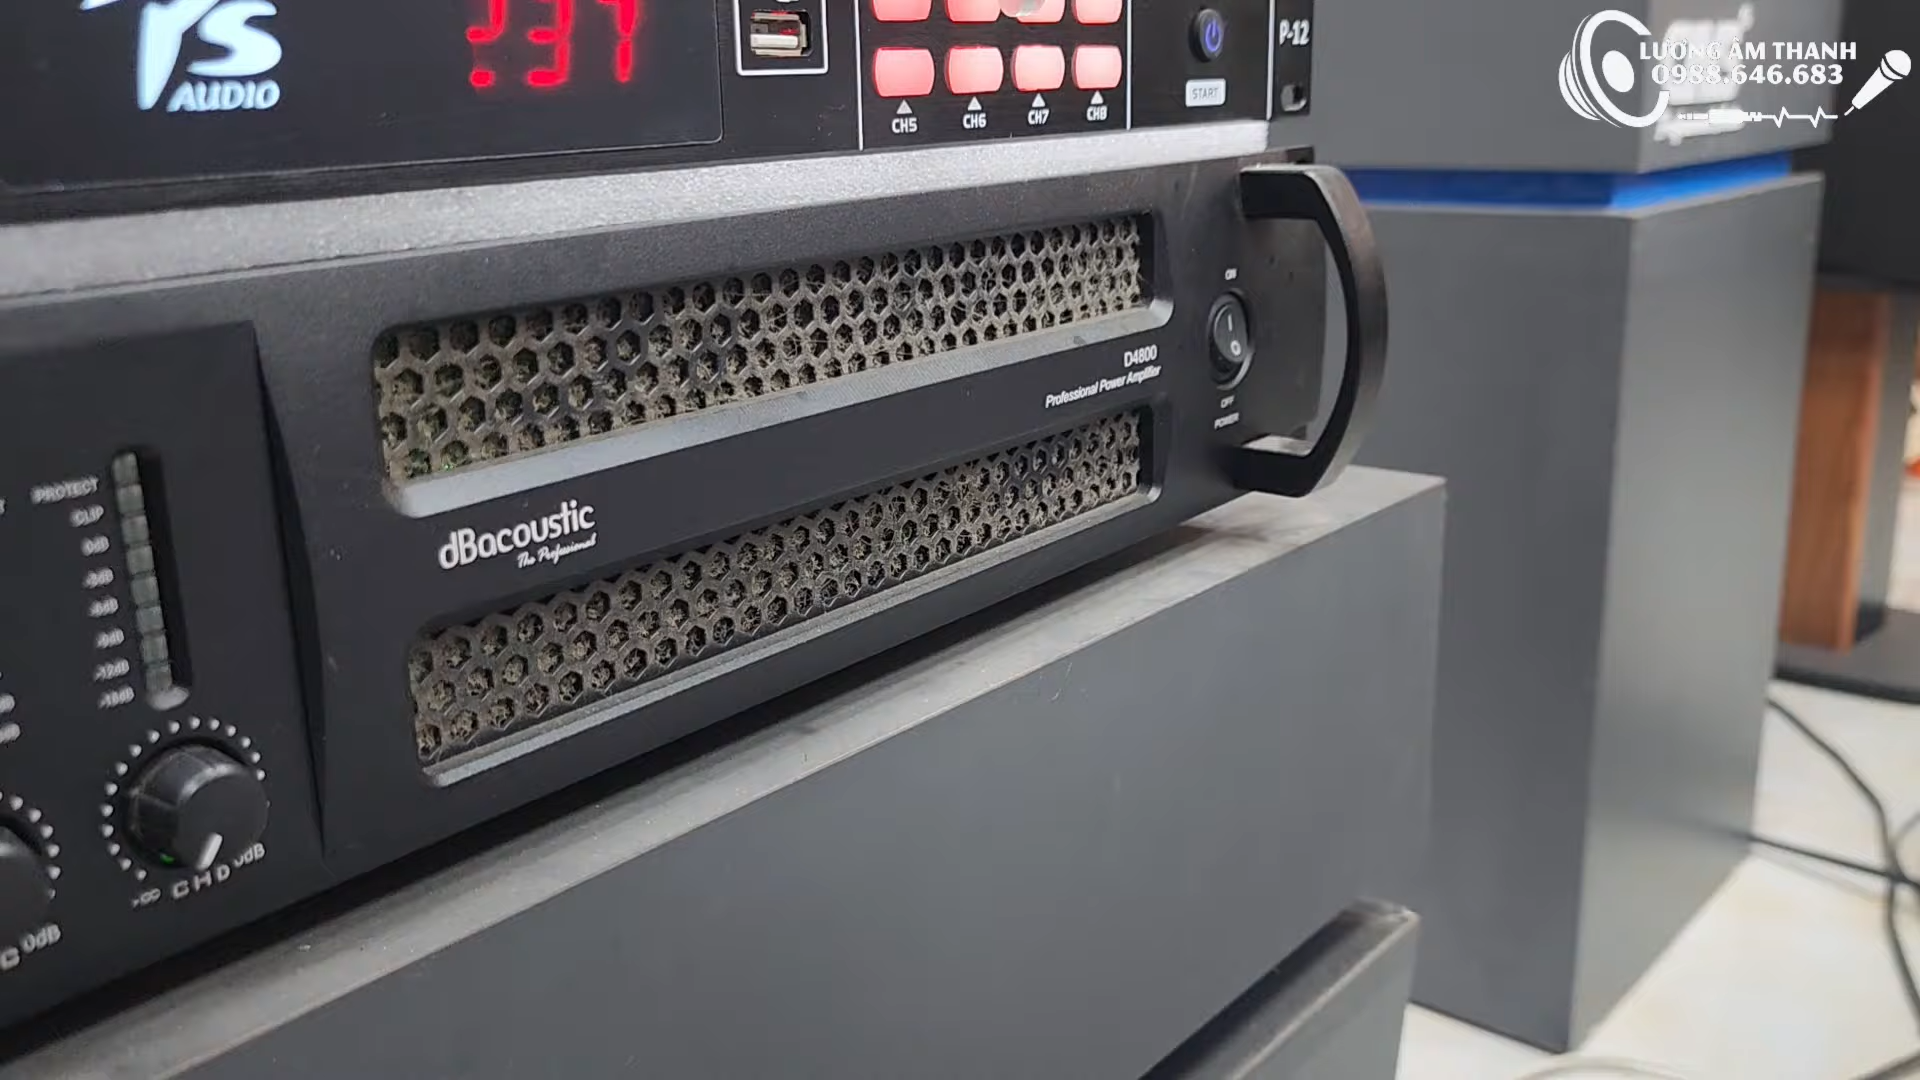 AUDIO
:37
CH5 CH6 CH7 CH8
START
P-12
LƯƠNG ÂM THANH
0988.646.683
ON
OFF
POWER
D4800
Professional Power Amplifier
dBacoustic
The Professional
PROTECT
CLIP
0dB
-3dB
-6dB
-9dB
-12dB
-18dB
-∞ CH D 0dB
C 0dB